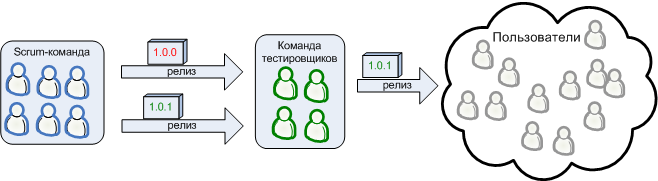 Scrum-команда
1.0.0
релиз
1.0.1
релиз
Команда
тестировщиков
1.0.1
релиз
Пользователи